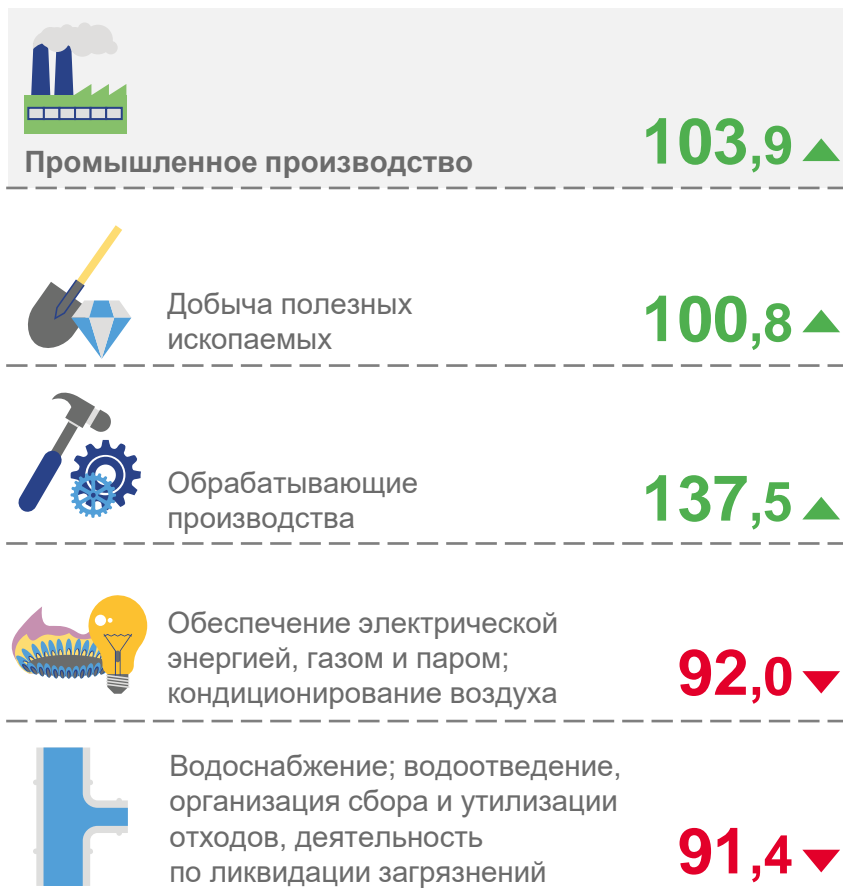 Промышленное производство 103,9
Добыча полезных
ископаемых 100,8
Обрабатывающие
производства 137,5
Обеспечение электрической
энергией, газом и паром;
кондиционирование воздуха 92,0
Водоснабжение; водоотведение,
организация сбора и утилизации
отходов, деятельность
по ликвидации загрязнений 91,4